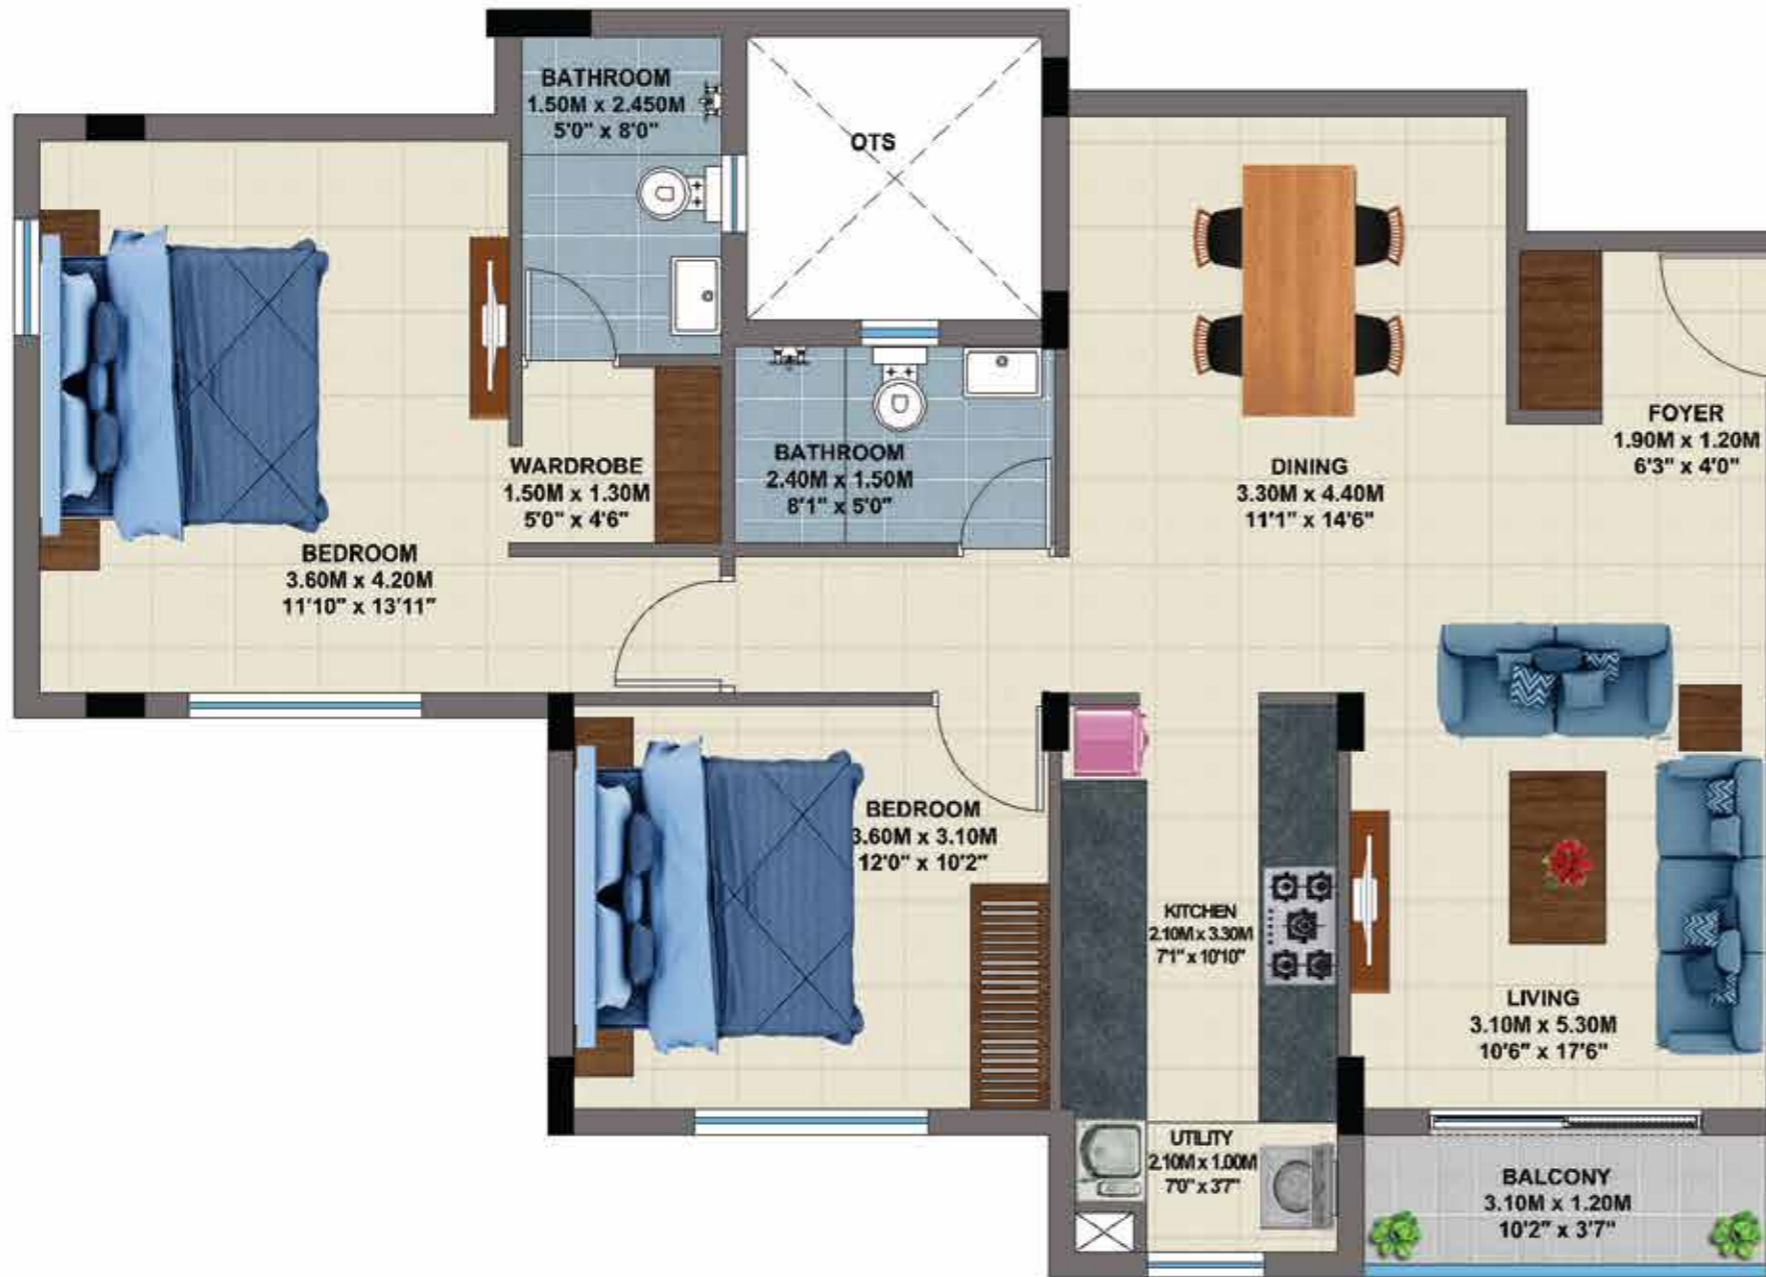 BATHROOM
1.50M x 2.450M
5'0" x 8'0"
OTS
FOYER
1.90M x 1.20M
6'3" x 4'0"
WARDROBE
1.50M x 1.30M
5'0" x 4'6"
BATHROOM
2.40M x 1.50M
8'1" x 5'0"
DINING
3.30M x 4.40M
11'1" x 14'6"
BEDROOM
3.60M x 4.20M
11'10" x 13'11"
BEDROOM
3.60M x 3.10M
12'0" x 10'2"
KITCHEN
2.10M x 3.30M
7'1" x 10'10"
LIVING
3.10M x 5.30M
10'6" x 17'6"
UTILITY
2.10M x 1.00M
7'0" x 3'7"
BALCONY
3.10M x 1.20M
10'2" x 3'7"